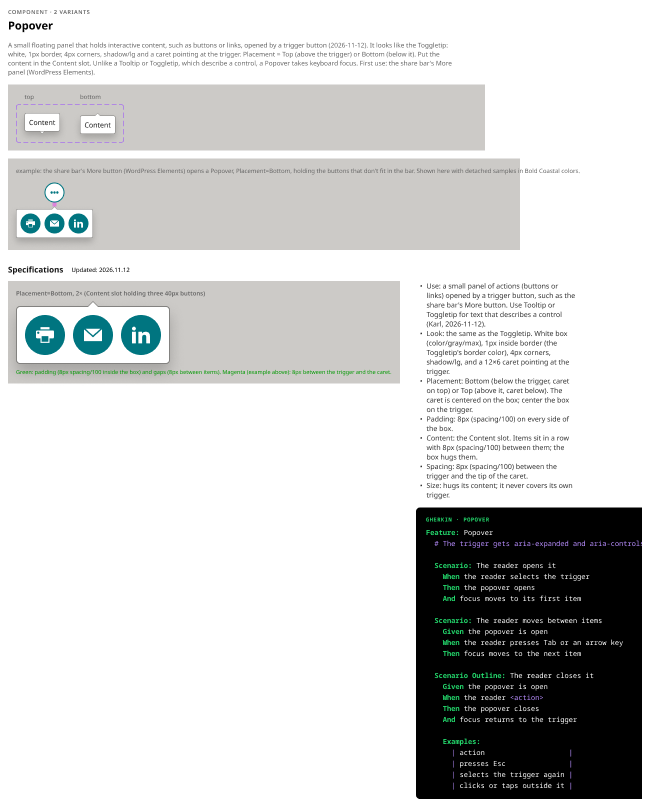 COMPONENT · 2 VARIANTS
Popover
A small floating panel that holds interactive content, such as buttons or links, opened by a trigger button (2026-11-12). It looks like the Toggletip:
white, 1px border, 4px corners, shadow/lg and a caret pointing at the trigger. Placement = Top (above the trigger) or Bottom (below it). Put the
content in the Content slot. Unlike a Tooltip or Toggletip, which describe a control, a Popover takes keyboard focus. First use: the share bar's More
panel (WordPress Elements).
top
bottom
Content
Content
example: the share bar's More button (WordPress Elements) opens a Popover, Placement=Bottom, holding the buttons that don't fit in the bar. Shown here with detached samples in Bold Coastal colors.
in
Specifications
Updated: 2026.11.12
Placement=Bottom, 2× (Content slot holding three 40px buttons)
in
Green: padding (8px spacing/100 inside the box) and gaps (8px between items). Magenta (example above): 8px between the trigger and the caret.
• Use: a small panel of actions (buttons or
links) opened by a trigger button, such as the
share bar's More button. Use Tooltip or
Toggletip for text that describes a control
(Karl, 2026-11-12).
• Look: the same as the Toggletip. White box
(color/gray/max), 1px inside border (the
Toggletip's border color), 4px corners,
shadow/lg, and a 12×6 caret pointing at the
trigger.
• Placement: Bottom (below the trigger, caret
on top) or Top (above it, caret below). The
caret is centered on the box; center the box
on the trigger.
• Padding: 8px (spacing/100) on every side of
the box.
• Content: the Content slot. Items sit in a row
with 8px (spacing/100) between them; the
box hugs them.
• Spacing: 8px (spacing/100) between the
trigger and the tip of the caret.
• Size: hugs its content; it never covers its own
trigger.
GHERKIN · POPOVER
Feature: Popover
# The trigger gets aria-expanded and aria-controls
Scenario: The reader opens it
When the reader selects the trigger
Then the popover opens
And focus moves to its first item
Scenario: The reader moves between items
Given the popover is open
When the reader presses Tab or an arrow key
Then focus moves to the next item
Scenario Outline: The reader closes it
Given the popover is open
When the reader <action>
Then the popover closes
And focus returns to the trigger
Examples:
| action |
| presses Esc |
| selects the trigger again |
| clicks or taps outside it |